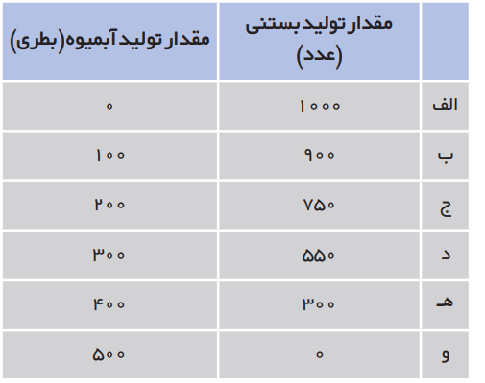 مقدار تولید بستنی (عدد) مقدار تولید آبمیوه (بطری)
الف ۱۰۰۰ ۰
ب ۹۰۰ ۱۰۰
ج ۷۵۰ ۲۰۰
د ۵۵۰ ۳۰۰
هـ ۳۰۰ ۴۰۰
و ۰ ۵۰۰